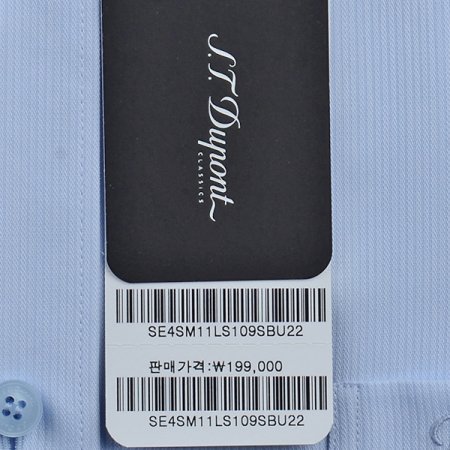 S.T. Dupont
CLASSICS
SE4SM11LS109SBU22
판매가격:₩199,000
SE4SM11LS109SBU22